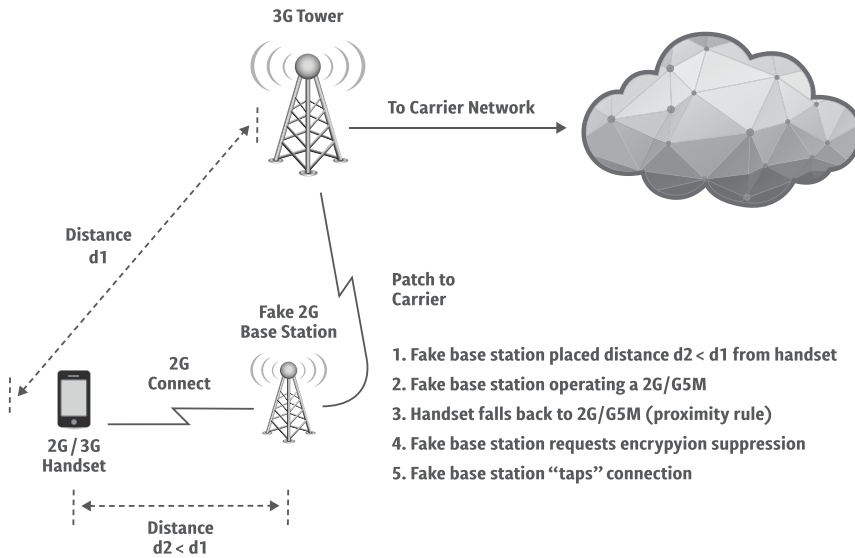 3G Tower
To Carrier Network
Distance
d1
Patch to
Carrier
Fake 2G
Base Station
2G
Connect
2G / 3G
Handset
Distance
d2 < d1
1. Fake base station placed distance d2 < d1 from handset
2. Fake base station operating a 2G/G5M
3. Handset falls back to 2G/G5M (proximity rule)
4. Fake base station requests encrypyion suppression
5. Fake base station “taps” connection